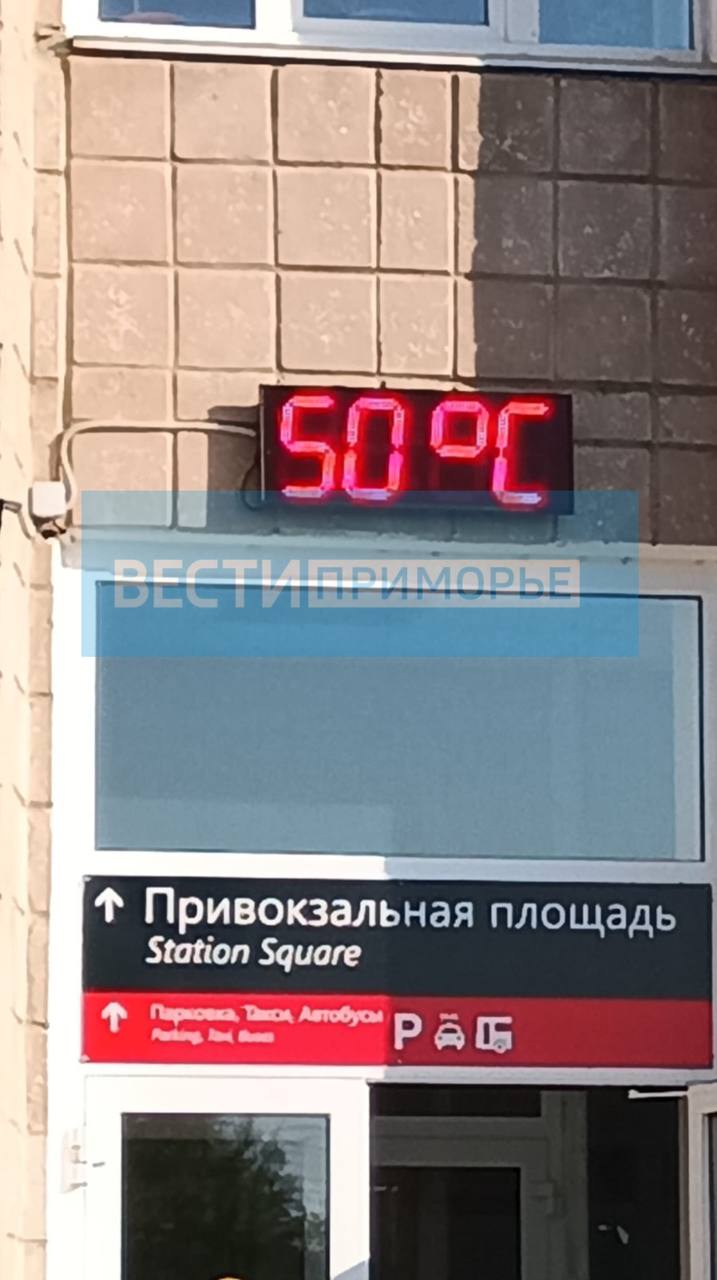 50°C
ВЕСТИ ПРИМОРЬЕ
Привокзальная площадь
Station Square
Парковка, Такси, Автобусы
Parking, Taxi, Buses
P